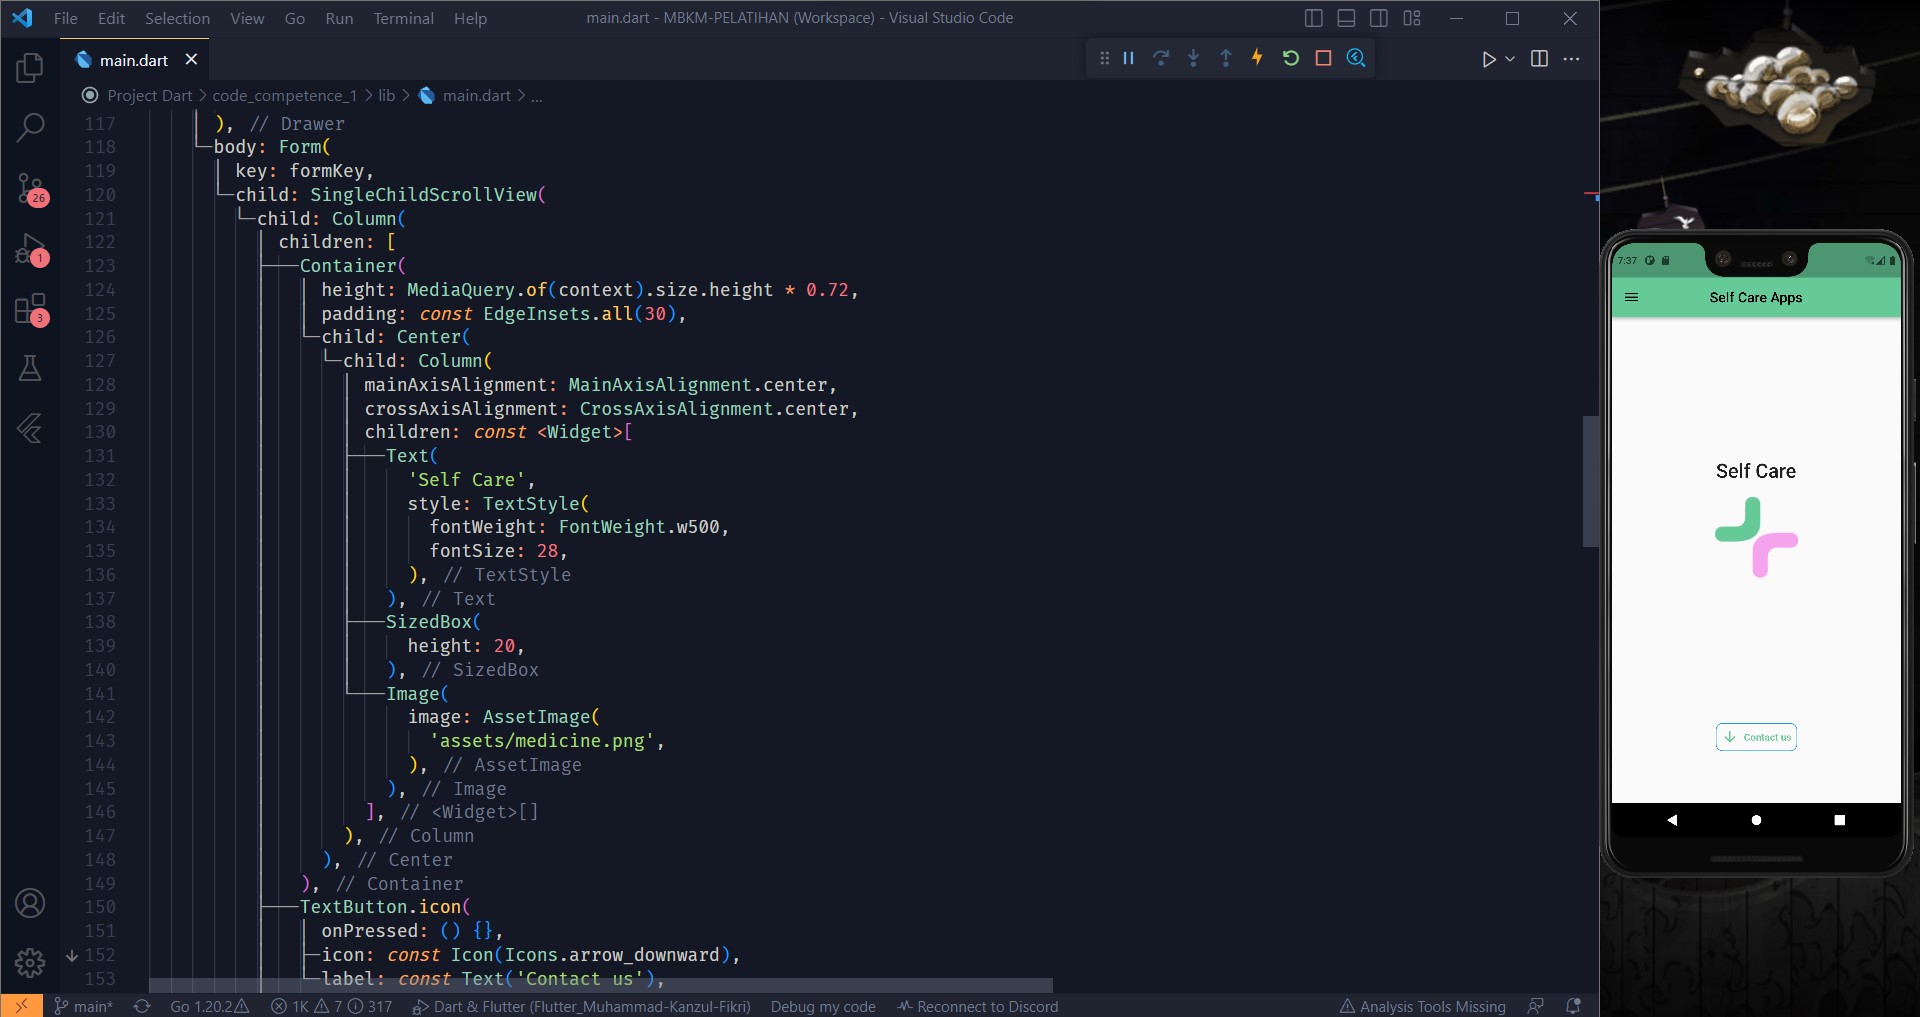 File Edit Selection View Go Run Terminal Help
main.dart - MBKM-PELATIHAN (Workspace) - Visual Studio Code
main.dart
Project Dart > code_competence_1 > lib > main.dart > ...
117 ), // Drawer
118 body: Form(
119 key: formKey,
120 child: SingleChildScrollView(
121 child: Column(
122 children: [
123 Container(
124 height: MediaQuery.of(context).size.height * 0.72,
125 padding: const EdgeInsets.all(30),
126 child: Center(
127 child: Column(
128 mainAxisAlignment: MainAxisAlignment.center,
129 crossAxisAlignment: CrossAxisAlignment.center,
130 children: const <Widget>[
131 Text(
132 'Self Care',
133 style: TextStyle(
134 fontWeight: FontWeight.w500,
135 fontSize: 28,
136 ), // TextStyle
137 ), // Text
138 SizedBox(
139 height: 20,
140 ), // SizedBox
141 Image(
142 image: AssetImage(
143 'assets/medicine.png',
144 ), // AssetImage
145 ), // Image
146 ], // <Widget>[]
147 ), // Column
148 ), // Center
149 ), // Container
150 TextButton.icon(
151 onPressed: () {},
152 icon: const Icon(Icons.arrow_downward),
153 label: const Text('Contact us'),
26
1
3
main* Go 1.20.2 1K 7 317 Dart & Flutter (Flutter_Muhammad-Kanzul-Fikri) Debug my code Reconnect to Discord Analysis Tools Missing
7:37
Self Care Apps
Self Care
Contact us